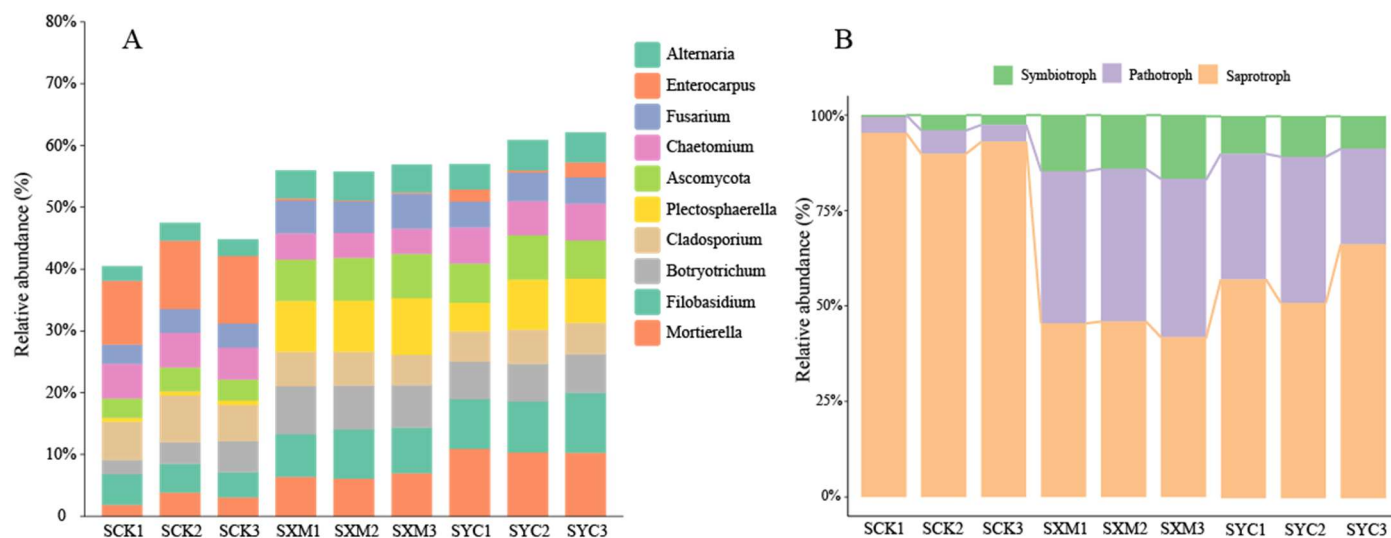 A
Relative abundance (%)
80%
70%
60%
50%
40%
30%
20%
10%
0
SCK1 SCK2 SCK3 SXM1 SXM2 SXM3 SYC1 SYC2 SYC3
Alternaria
Enterocarpus
Fusarium
Chaetomium
Ascomycota
Plectosphaerella
Cladosporium
Botryotrichum
Filobasidium
Mortierella
B
Symbiotroph Pathotroph Saprotroph
Relative abundance (%)
100%
75%
50%
25%
0%
SCK1 SCK2 SCK3 SXM1 SXM2 SXM3 SYC1 SYC2 SYC3